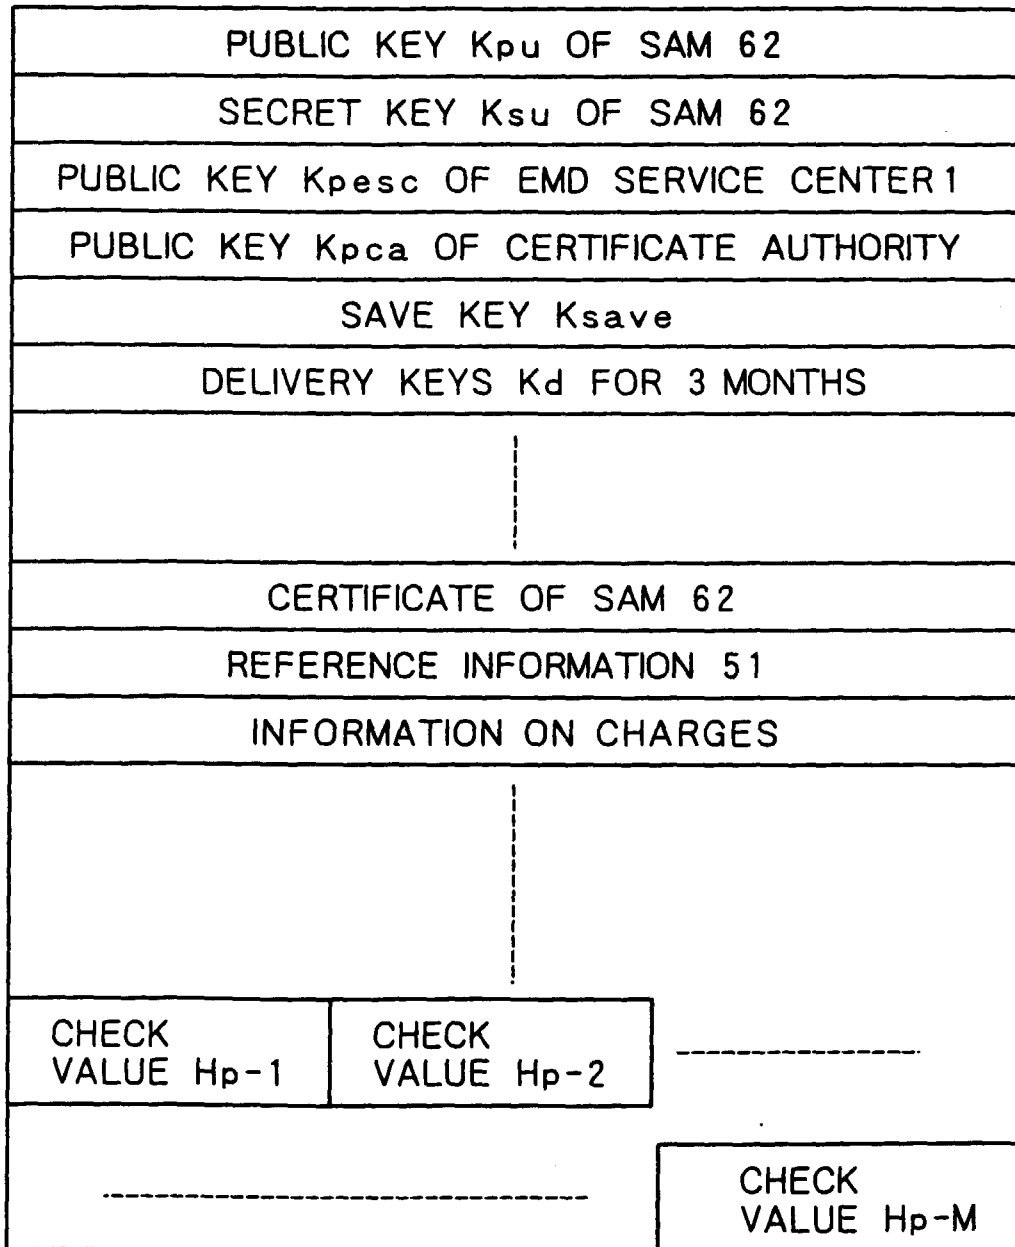 PUBLIC KEY Kpu OF SAM 62
SECRET KEY Ksu OF SAM 62
PUBLIC KEY Kpesc OF EMD SERVICE CENTER 1
PUBLIC KEY Kpca OF CERTIFICATE AUTHORITY
SAVE KEY Ksave
DELIVERY KEYS Kd FOR 3 MONTHS
CERTIFICATE OF SAM 62
REFERENCE INFORMATION 51
INFORMATION ON CHARGES
CHECK
VALUE Hp-1
CHECK
VALUE Hp-2
CHECK
VALUE Hp-M